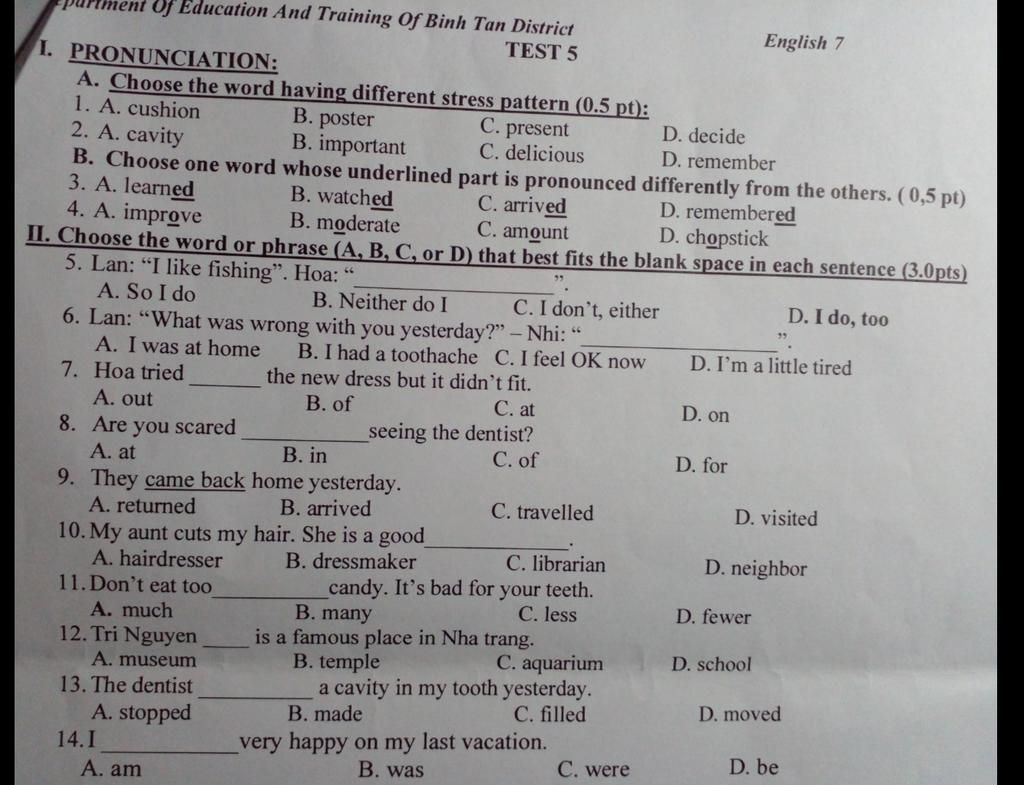 Of Education And Training Of Binh Tan District
TEST 5 English 7
I. PRONUNCIATION:
A. Choose the word having different stress pattern (0.5 pt):
1. A. cushion B. poster C. present D. decide
2. A. cavity B. important C. delicious D. remember
B. Choose one word whose underlined part is pronounced differently from the others. ( 0,5 pt)
3. A. learned B. watched C. arrived D. remembered
4. A. improve B. moderate C. amount D. chopstick
II. Choose the word or phrase (A, B, C, or D) that best fits the blank space in each sentence (3.0pts)
5. Lan: “I like fishing”. Hoa: “____________________”.
A. So I do B. Neither do I C. I don’t, either D. I do, too
6. Lan: “What was wrong with you yesterday?” – Nhi: “____________________”.
A. I was at home B. I had a toothache C. I feel OK now D. I’m a little tired
7. Hoa tried _______ the new dress but it didn’t fit.
A. out B. of C. at D. on
8. Are you scared ____________seeing the dentist?
A. at B. in C. of D. for
9. They came back home yesterday.
A. returned B. arrived C. travelled D. visited
10. My aunt cuts my hair. She is a good______________.
A. hairdresser B. dressmaker C. librarian D. neighbor
11. Don’t eat too___________candy. It’s bad for your teeth.
A. much B. many C. less D. fewer
12. Tri Nguyen _____ is a famous place in Nha trang.
A. museum B. temple C. aquarium D. school
13. The dentist ___________ a cavity in my tooth yesterday.
A. stopped B. made C. filled D. moved
14. I _____________very happy on my last vacation.
A. am B. was C. were D. be